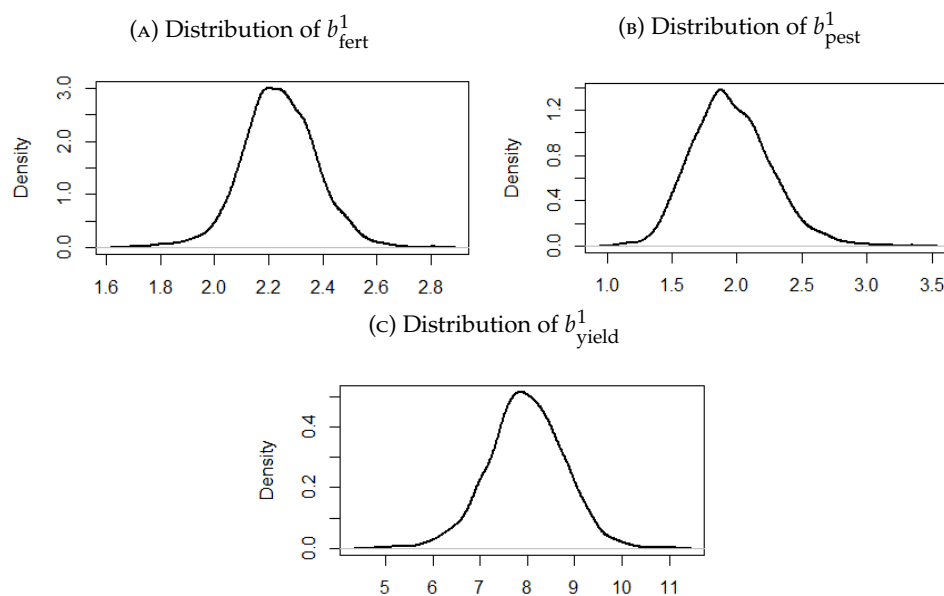 (A) Distribution of b¹fert
Density
0.0 1.0 2.0 3.0
1.6 2.0 2.2 2.4 2.6 2.8
(B) Distribution of b¹pest
Density
0.0 0.4 0.8 1.2
1.0 1.5 2.0 2.5 3.0 3.5
(C) Distribution of b¹yield
Density
0.0 0.2 0.4
5 6 7 8 9 10 11